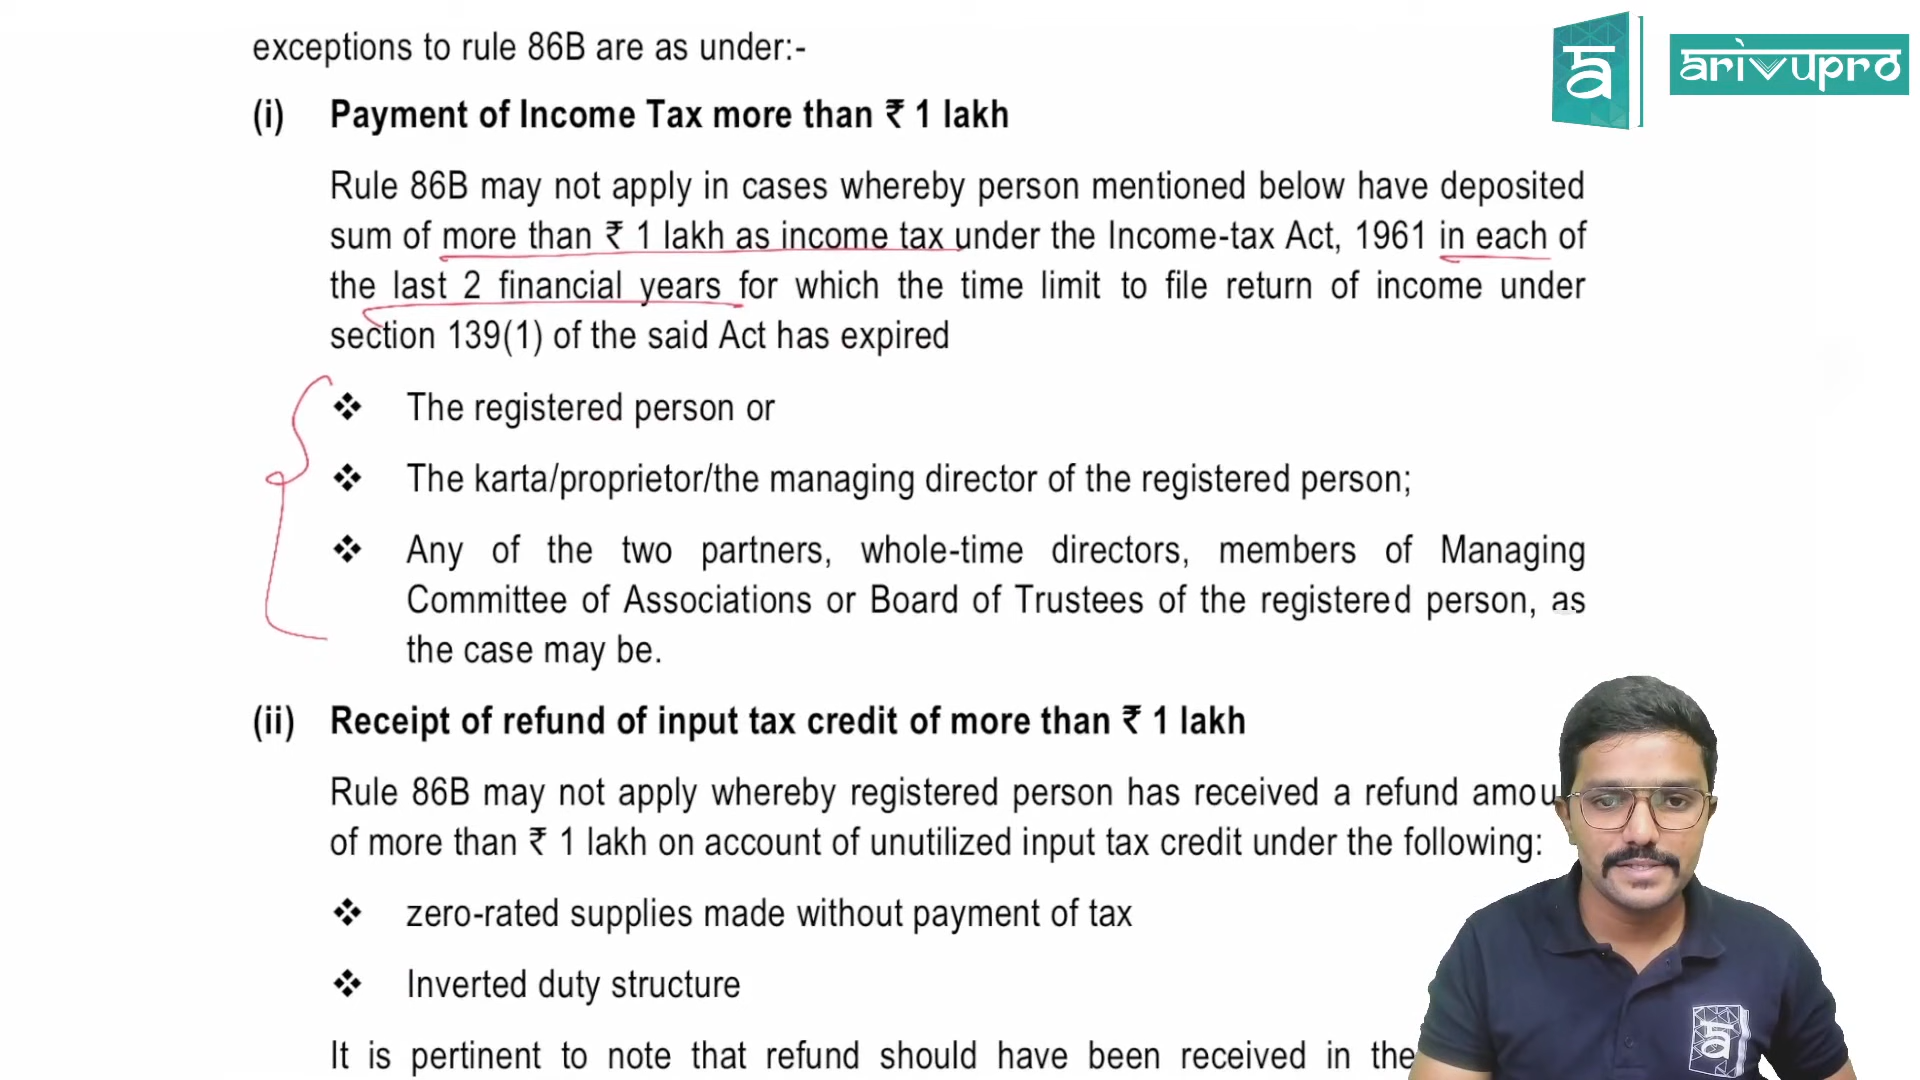 exceptions to rule 86B are as under:-
arivupro
(i) Payment of Income Tax more than ₹ 1 lakh
Rule 86B may not apply in cases whereby person mentioned below have deposited
sum of more than ₹ 1 lakh as income tax under the Income-tax Act, 1961 in each of
the last 2 financial years for which the time limit to file return of income under
section 139(1) of the said Act has expired
❖ The registered person or
❖ The karta/proprietor/the managing director of the registered person;
❖ Any of the two partners, whole-time directors, members of Managing
Committee of Associations or Board of Trustees of the registered person, as
the case may be.
(ii) Receipt of refund of input tax credit of more than ₹ 1 lakh
Rule 86B may not apply whereby registered person has received a refund amou
of more than ₹ 1 lakh on account of unutilized input tax credit under the following:
❖ zero-rated supplies made without payment of tax
❖ Inverted duty structure
It is pertinent to note that refund should have been received in the